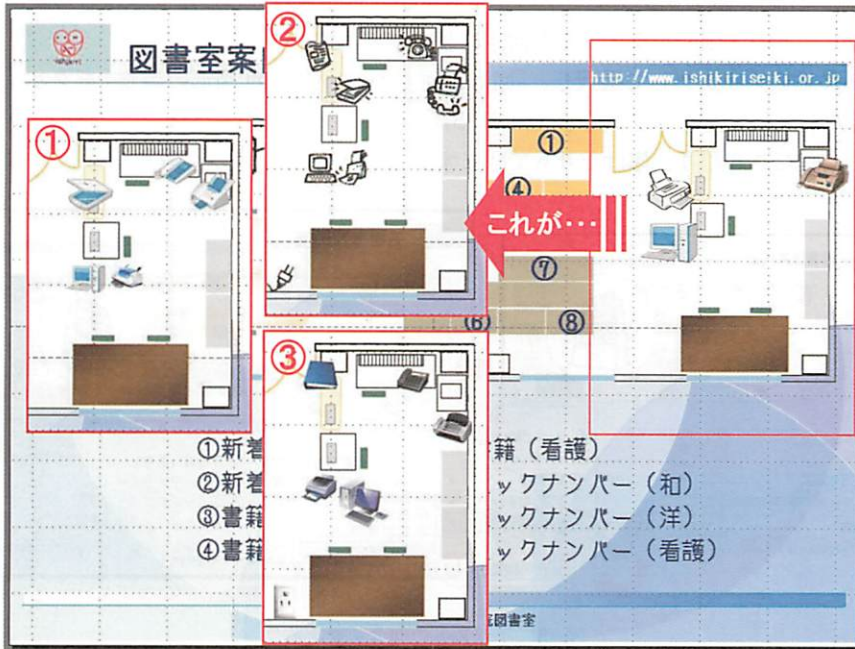 図書室案
http://www.ishikiriseiki.or.jp
①
②
③
これが…
①
④
⑦
⑥
⑧
①新着
籍（看護）
②新着
ックナンバー（和）
③書籍
ックナンバー（洋）
④書籍
ックナンバー（看護）
図書室